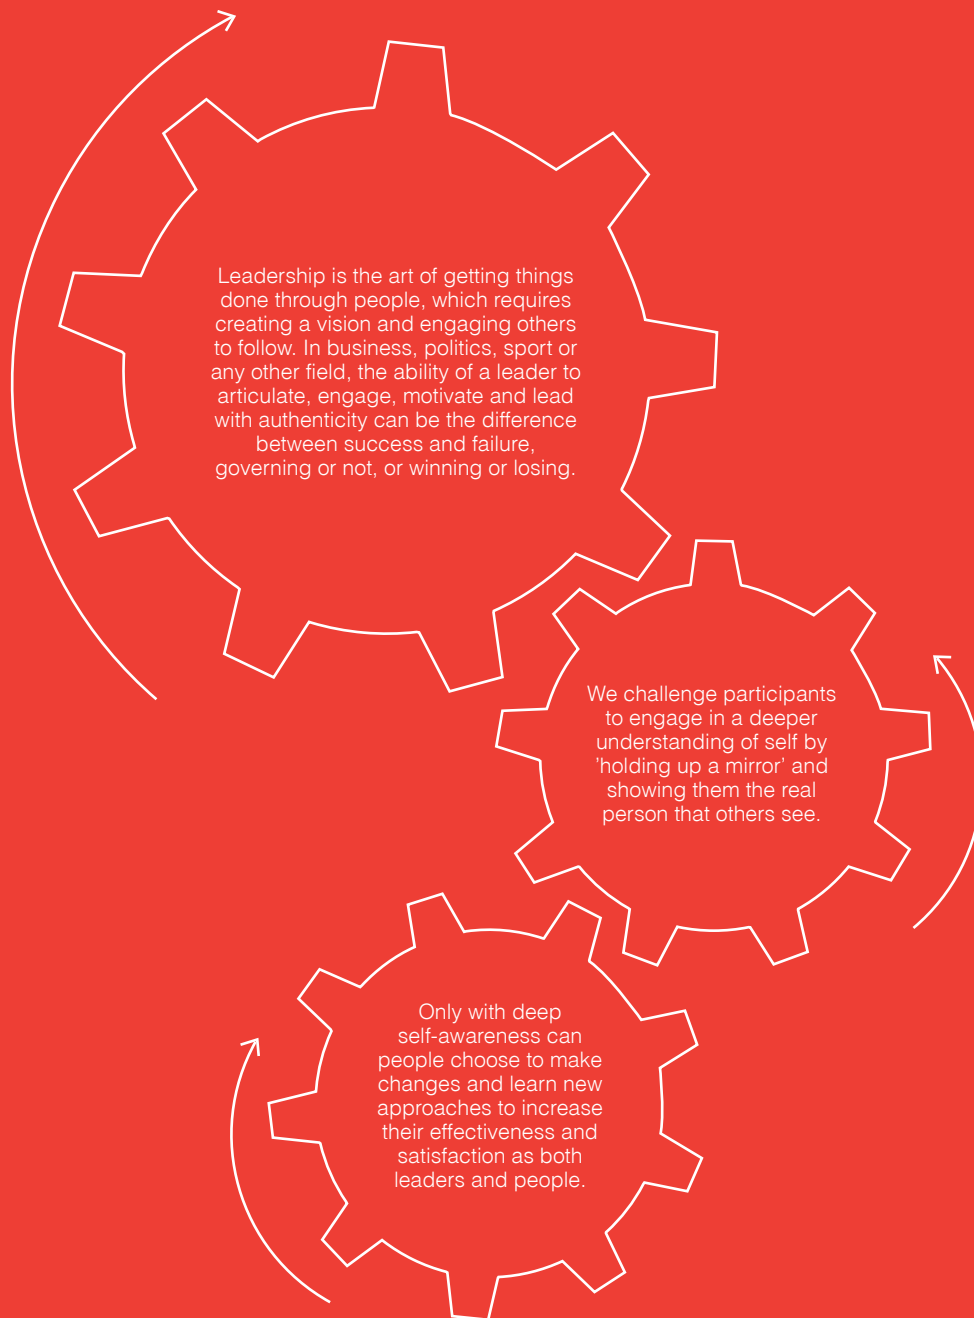 Leadership is the art of getting things
done through people, which requires
creating a vision and engaging others
to follow. In business, politics, sport or
any other field, the ability of a leader to
articulate, engage, motivate and lead
with authenticity can be the difference
between success and failure,
governing or not, or winning or losing.
We challenge participants
to engage in a deeper
understanding of self by
’holding up a mirror’ and
showing them the real
person that others see.
Only with deep
self-awareness can
people choose to make
changes and learn new
approaches to increase
their effectiveness and
satisfaction as both
leaders and people.